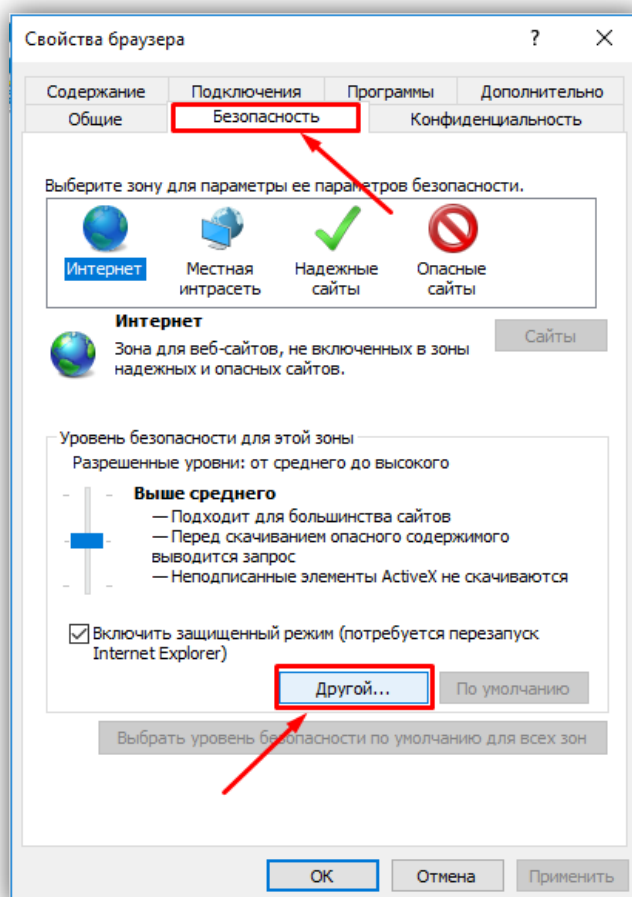 Свойства браузера
?
Содержание Подключения Программы Дополнительно
Общие Безопасность Конфиденциальность
Выберите зону для параметры ее параметров безопасности.
Интернет
Местная
интрасеть
Надежные
сайты
Опасные
сайты
Интернет
Зона для веб-сайтов, не включенных в зоны
надежных и опасных сайтов.
Сайты
Уровень безопасности для этой зоны
Разрешенные уровни: от среднего до высокого
Выше среднего
— Подходит для большинства сайтов
— Перед скачиванием опасного содержимого
выводится запрос
— Неподписанные элементы ActiveX не скачиваются
Включить защищенный режим (потребуется перезапуск
Internet Explorer)
Другой... По умолчанию
Выбрать уровень безопасности по умолчанию для всех зон
ОК Отмена Применить